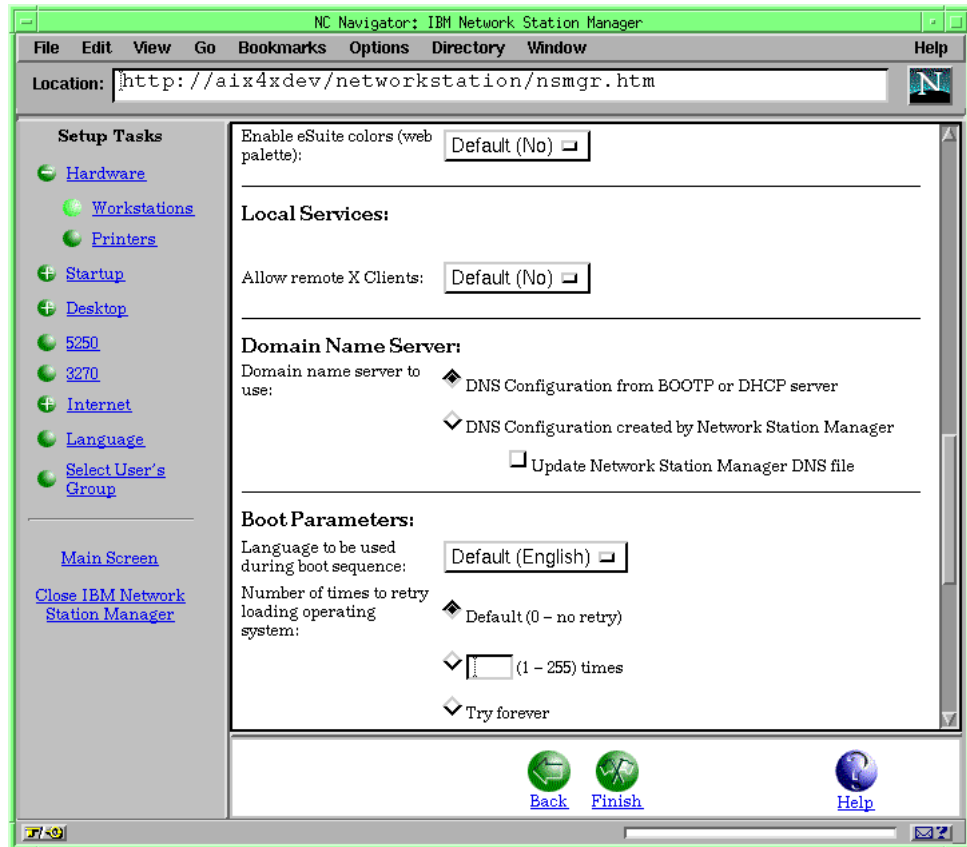 NC Navigator: IBM Network Station Manager
File Edit View Go Bookmarks Options Directory Window Help
Location: http://aix4xdev/networkstation/nsmgr.htm
N
Setup Tasks
Hardware
Workstations
Printers
Startup
Desktop
5250
3270
Internet
Language
Select User's
Group
Main Screen
Close IBM Network
Station Manager
Enable eSuite colors (web
palette):
Default (No)
Local Services:
Allow remote X Clients:
Default (No)
Domain Name Server:
Domain name server to
use:
DNS Configuration from BOOTP or DHCP server
DNS Configuration created by Network Station Manager
Update Network Station Manager DNS file
Boot Parameters:
Language to be used
during boot sequence:
Default (English)
Number of times to retry
loading operating
system:
Default (0 – no retry)
(1 – 255) times
Try forever
Back
Finish
?
Help
?